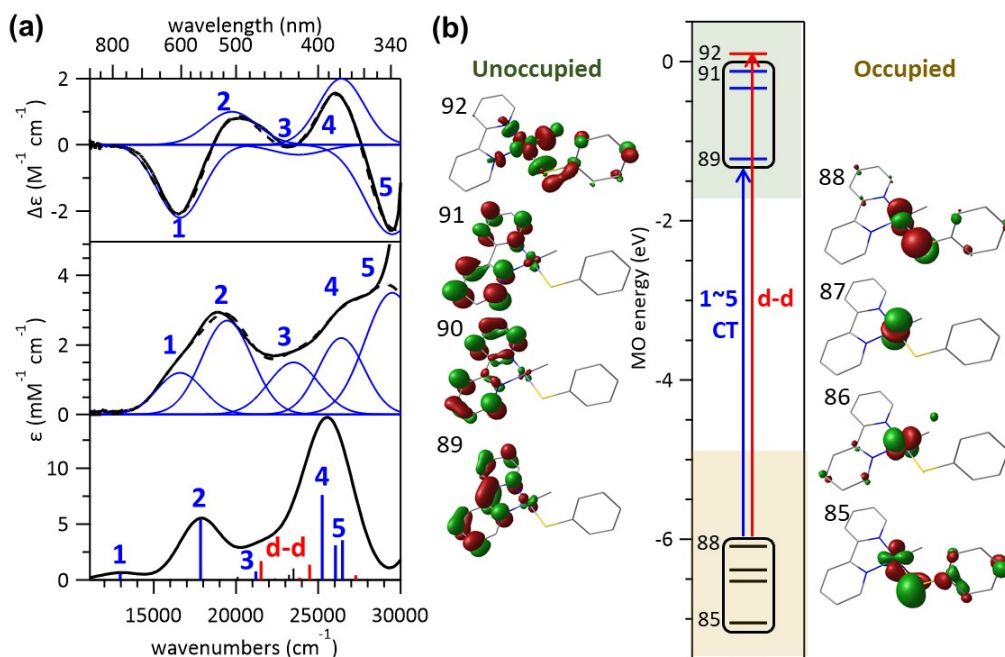 (a)
wavelength (nm)
800 600 500 400 340
2
0
-2
Δε (M⁻¹ cm⁻¹)
1 2 3 4 5
4
2
0
ε (mM⁻¹ cm⁻¹)
1 2 3 4 5
10
5
0
1 2 3 d-d 4 5
15000 20000 25000 30000
wavenumbers (cm⁻¹)
(b)
Unoccupied
92
91
90
89
MO energy (eV)
0
-2
-4
-6
92
91
89
1~5
CT
d-d
88
85
Occupied
88
87
86
85